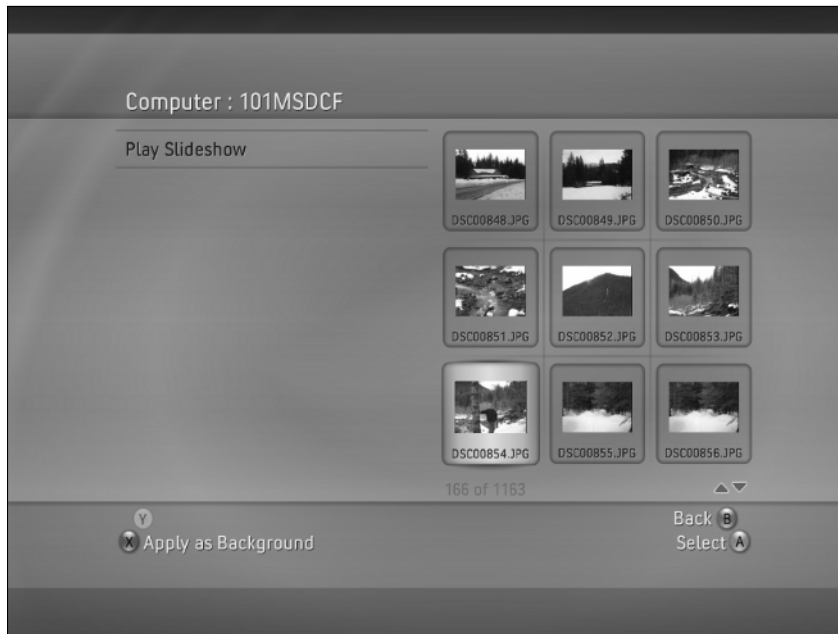 Computer : 101MSDCF
Play Slideshow
DSC00848.JPG DSC00849.JPG DSC00850.JPG
DSC00851.JPG DSC00852.JPG DSC00853.JPG
DSC00854.JPG DSC00855.JPG DSC00856.JPG
166 of 1163
Y
Back B
X Apply as Background
Select A